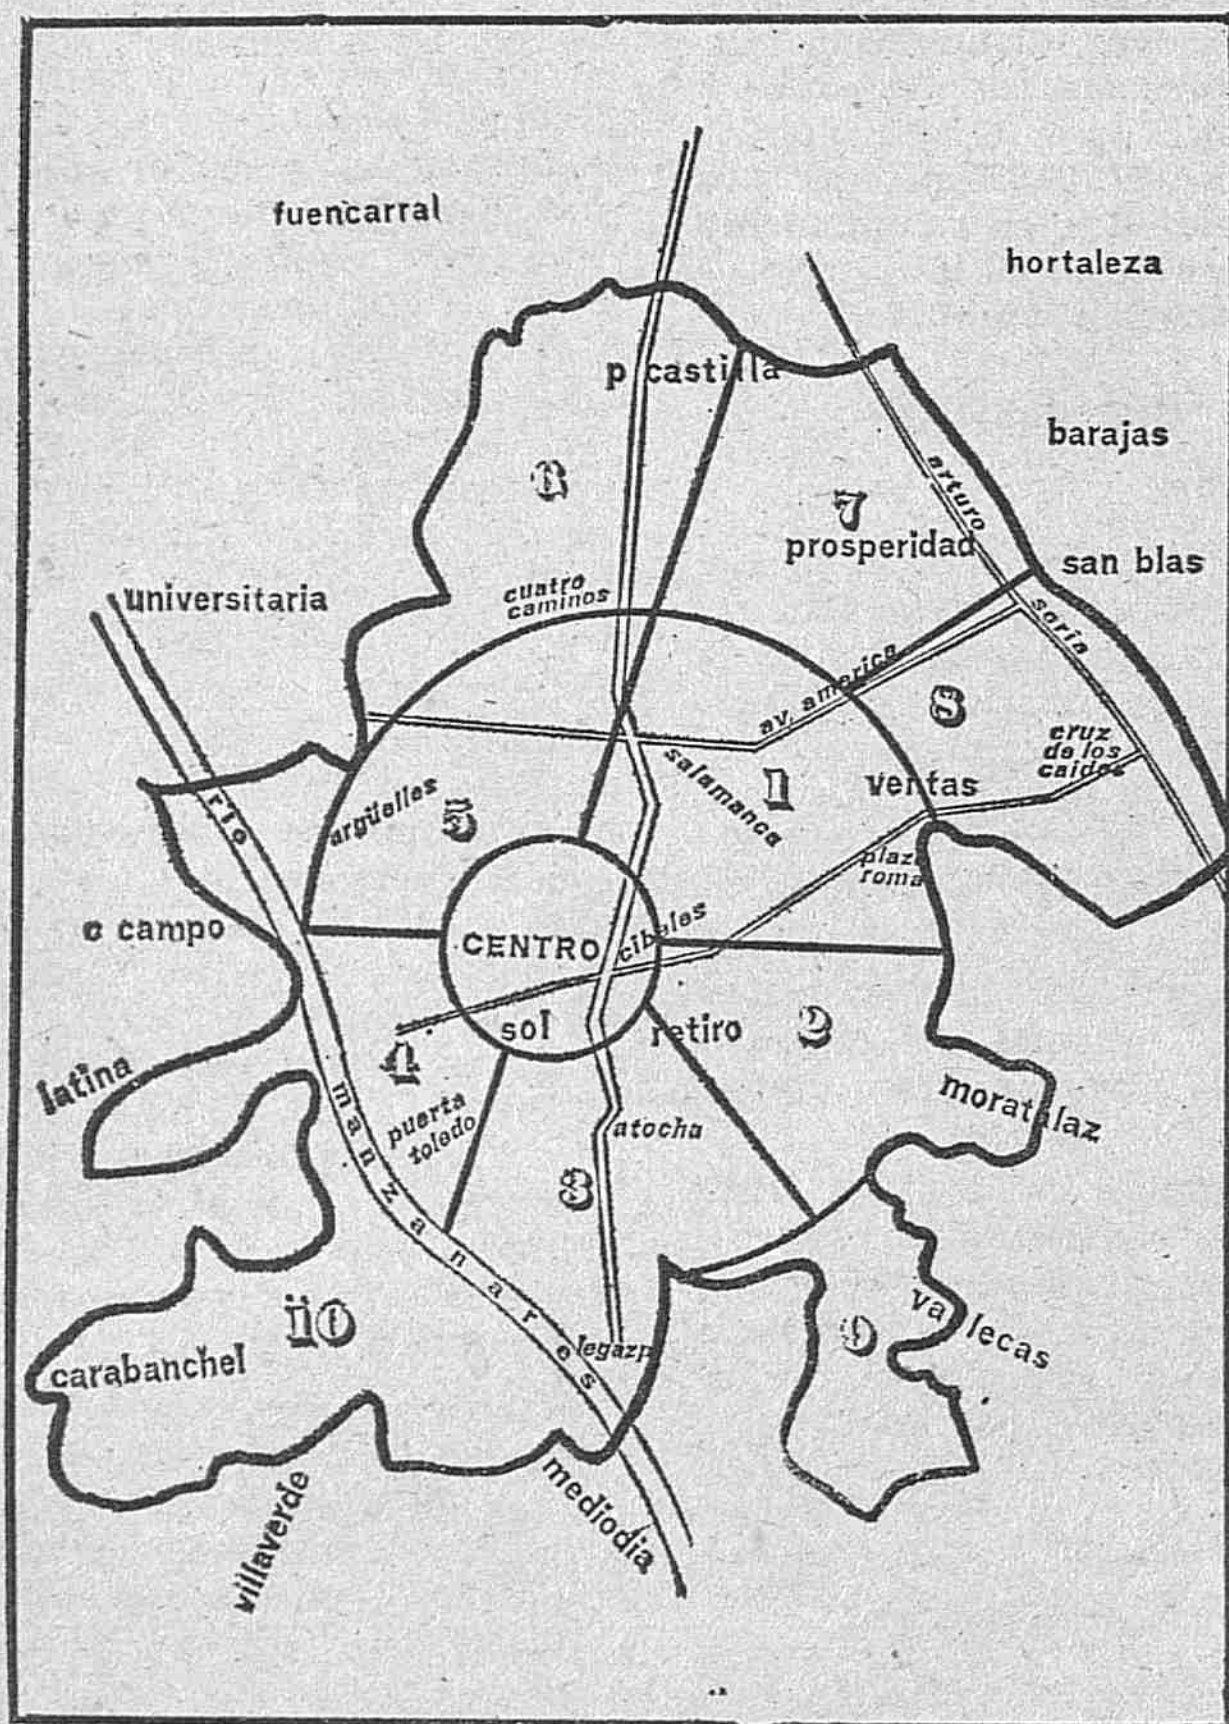 fuencarral
hortaleza
p castilla
barajas
6
arturo
7
prosperidad
san blas
universitaria
cuatro
caminos
soria
av. america
8
cruz
de los
caidos
salamanca
1
ventas
argüelles
5
rio
plaza
roma
c campo
CENTRO
cibeles
sol
retiro
2
4
latina
moratalaz
manzanares
puerta
toledo
atocha
3
vallecas
10
9
legazpi
carabanchel
mediodia
villaverde